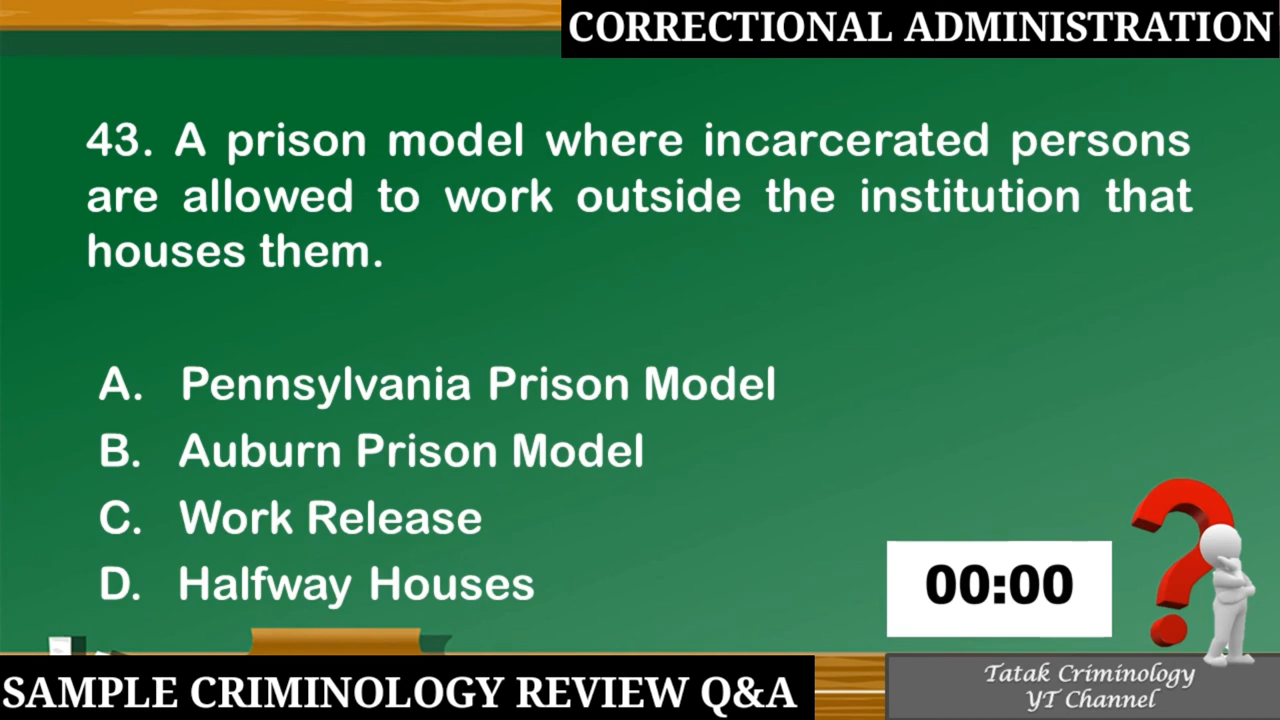 CORRECTIONAL ADMINISTRATION
43. A prison model where incarcerated persons
are allowed to work outside the institution that
houses them.
A. Pennsylvania Prison Model
B. Auburn Prison Model
C. Work Release
D. Halfway Houses
00:00
SAMPLE CRIMINOLOGY REVIEW Q&A
Tatak Criminology
YT Channel